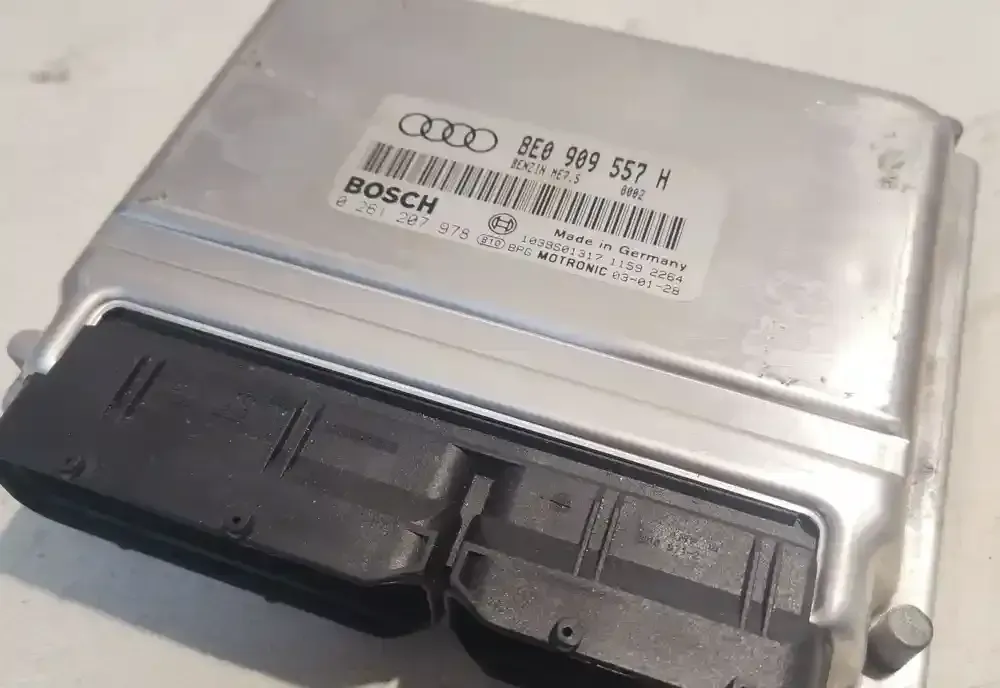 8E0 909 557 H
BENZIN ME7.5 0002
BOSCH
Made in Germany
0 261 207 978 B10 1039S01317 1159 2264
BPG MOTRONIC 03-01-28